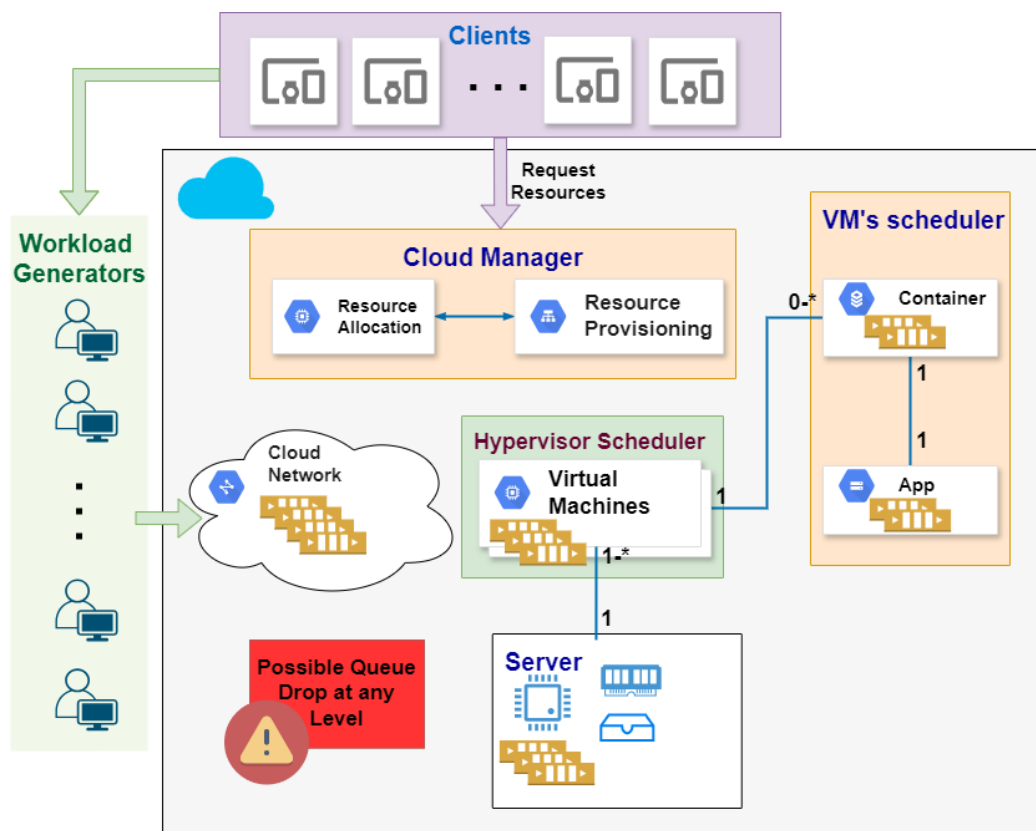 Clients
. . .
Request
Resources
Workload
Generators
VM's scheduler
Cloud Manager
Resource
Allocation
Resource
Provisioning
0-*
Container
1
1
App
Hypervisor Scheduler
Virtual
Machines
1
1-*
1
Cloud
Network
Possible Queue
Drop at any
Level
!
Server